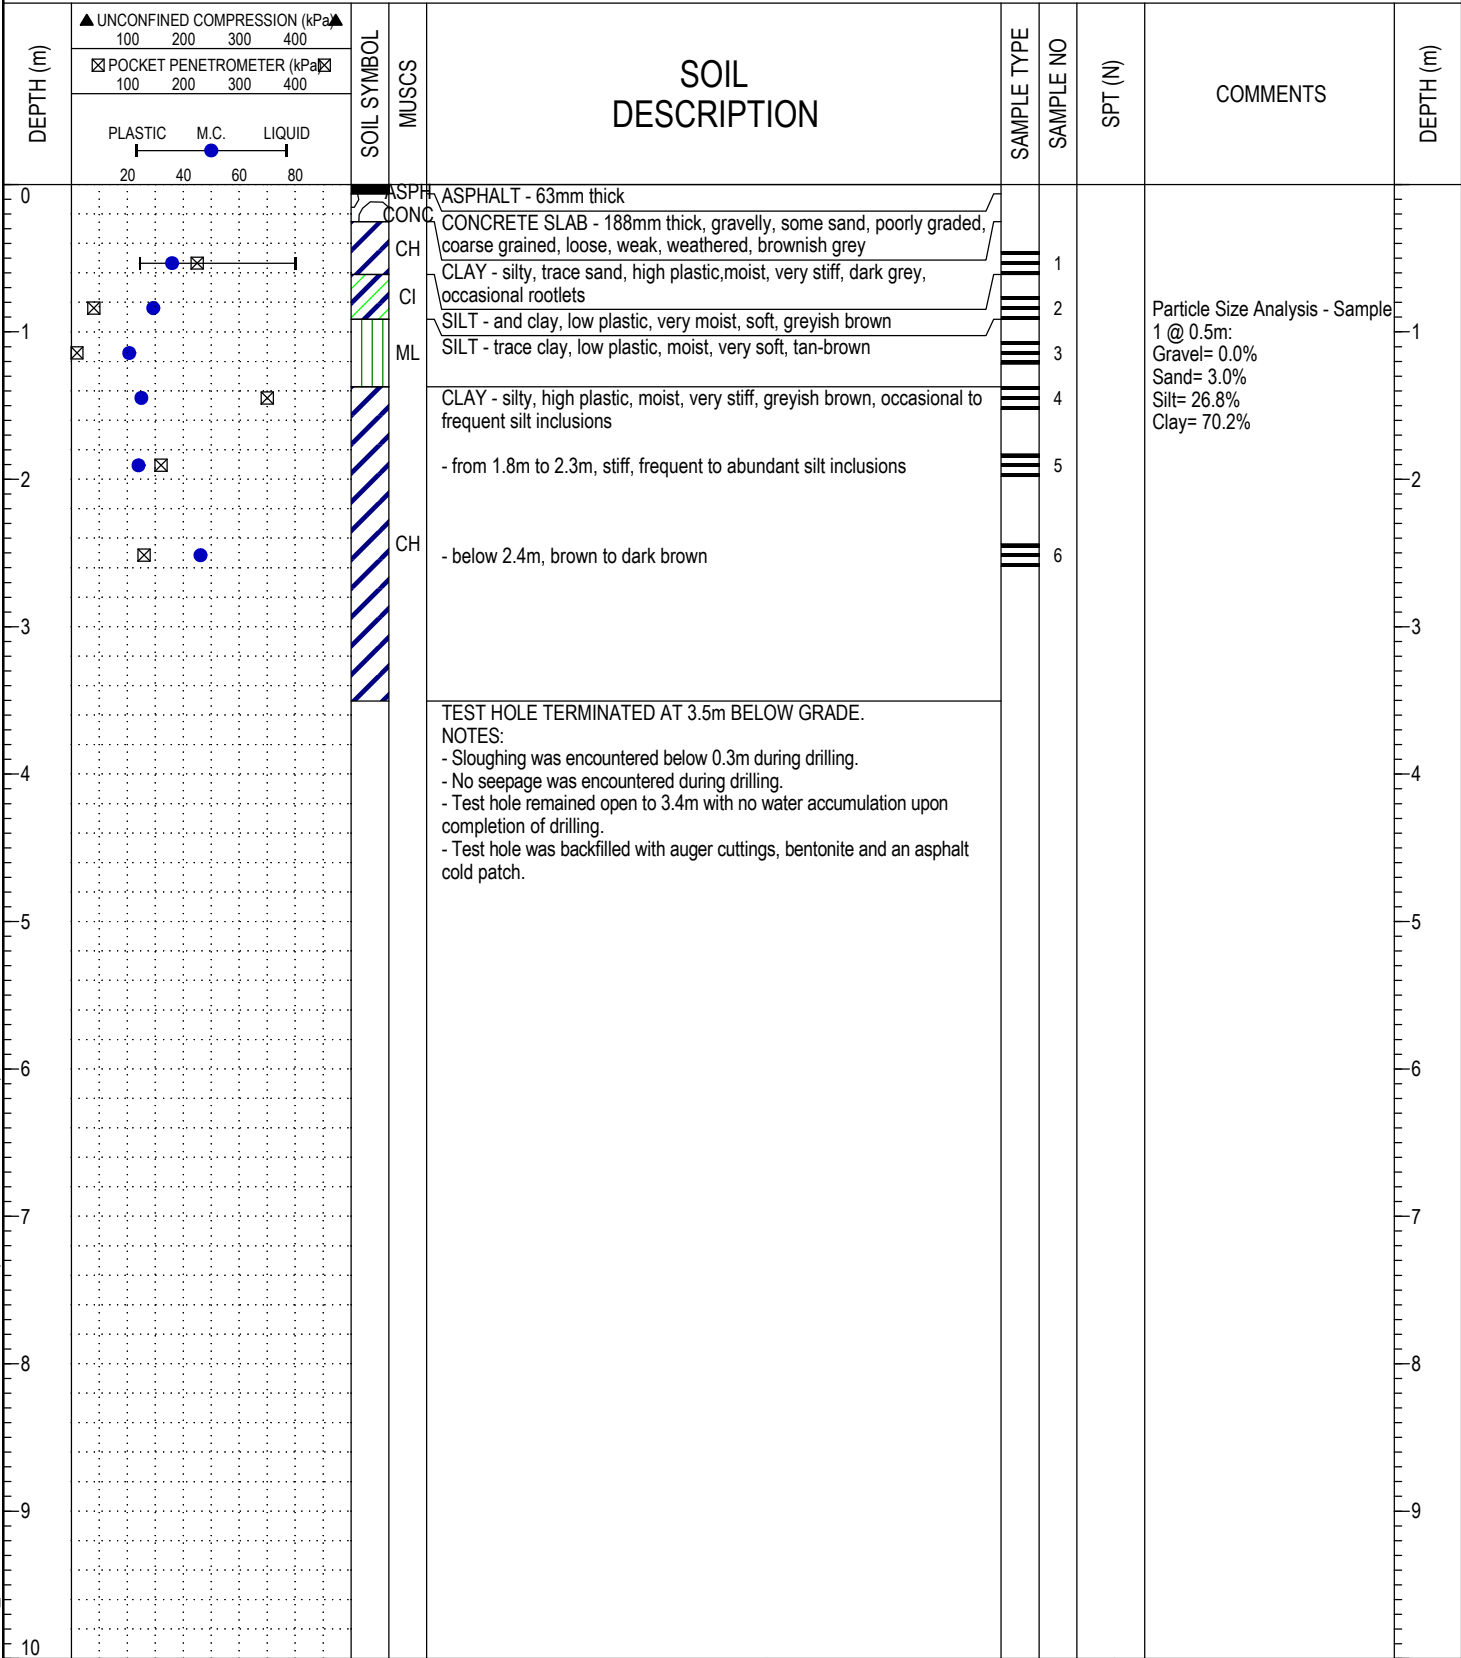 DEPTH (m)
UNCONFINED COMPRESSION (kPa)
100 200 300 400
POCKET PENETROMETER (kPa)
100 200 300 400
PLASTIC M.C. LIQUID
20 40 60 80
SOIL SYMBOL
MUSCS
SOIL
DESCRIPTION
SAMPLE TYPE
SAMPLE NO
SPT (N)
COMMENTS
DEPTH (m)
0
ASPH
ASPHALT - 63mm thick
CONC
CONCRETE SLAB - 188mm thick, gravelly, some sand, poorly graded,
coarse grained, loose, weak, weathered, brownish grey
CH
CLAY - silty, trace sand, high plastic,moist, very stiff, dark grey,
occasional rootlets
1
CI
SILT - and clay, low plastic, very moist, soft, greyish brown
2
1
ML
SILT - trace clay, low plastic, moist, very soft, tan-brown
3
CLAY - silty, high plastic, moist, very stiff, greyish brown, occasional to
frequent silt inclusions
4
- from 1.8m to 2.3m, stiff, frequent to abundant silt inclusions
5
2
CH
- below 2.4m, brown to dark brown
6
Particle Size Analysis - Sample
1 @ 0.5m:
Gravel= 0.0%
Sand= 3.0%
Silt= 26.8%
Clay= 70.2%
1
2
3
3
TEST HOLE TERMINATED AT 3.5m BELOW GRADE.
NOTES:
- Sloughing was encountered below 0.3m during drilling.
- No seepage was encountered during drilling.
- Test hole remained open to 3.4m with no water accumulation upon
completion of drilling.
- Test hole was backfilled with auger cuttings, bentonite and an asphalt
cold patch.
4
4
5
5
6
6
7
7
8
8
9
9
10